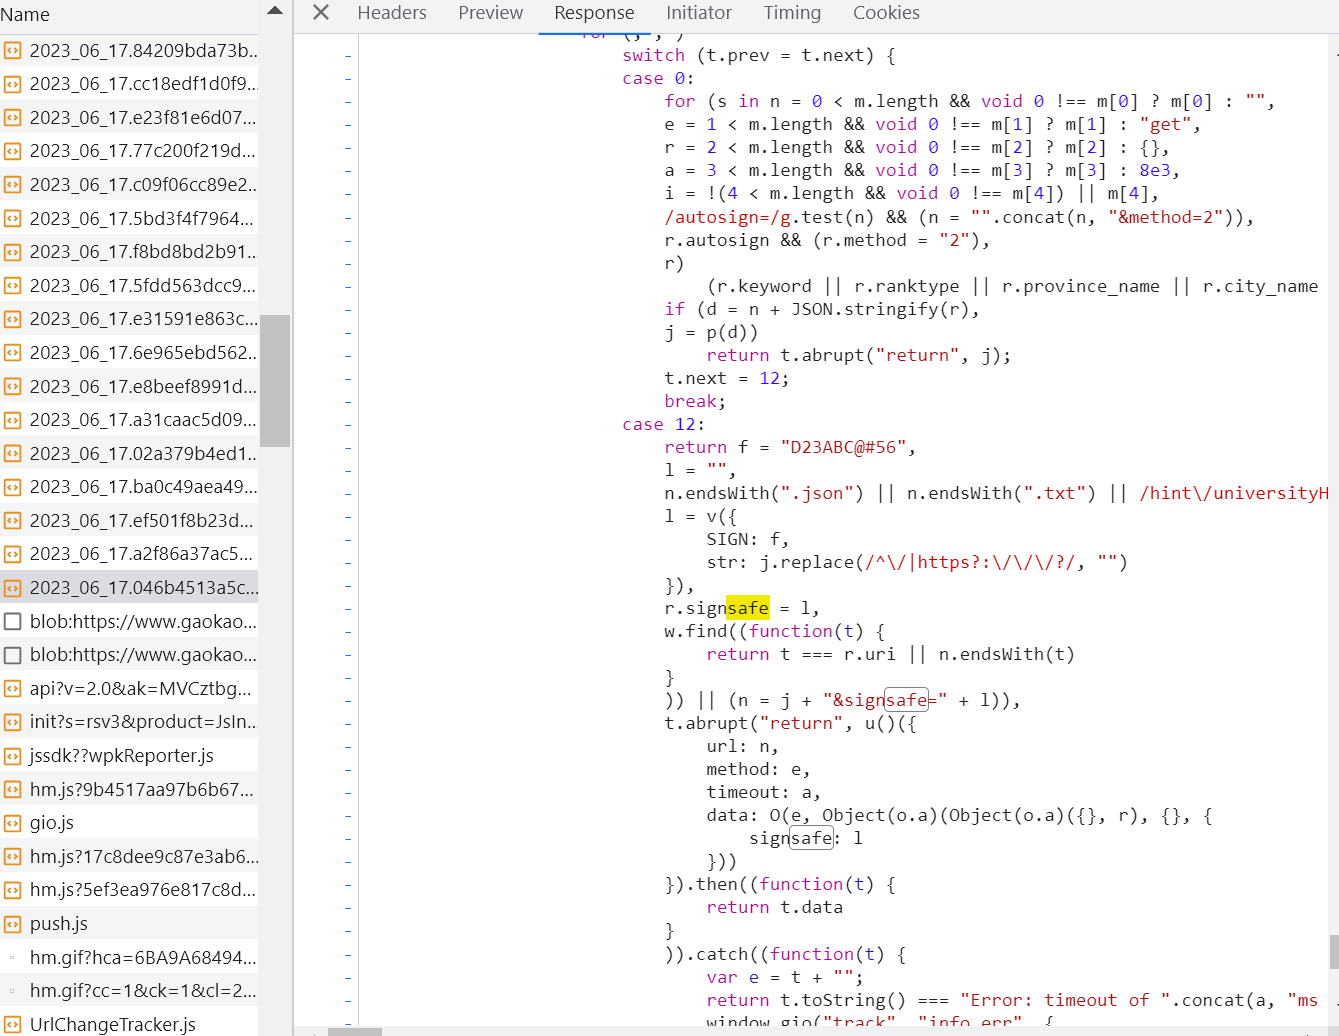 Name
Headers Preview Response Initiator Timing Cookies
2023_06_17.84209bda73b...
2023_06_17.cc18edf1d0f9...
2023_06_17.e23f81e6d07...
2023_06_17.77c200f219d...
2023_06_17.c09f06cc89e2...
2023_06_17.5bd3f4f7964...
2023_06_17.f8bd8bd2b91...
2023_06_17.5fdd563dcc9...
2023_06_17.e31591e863c...
2023_06_17.6e965ebd562...
2023_06_17.e8beef8991d...
2023_06_17.a31caac5d09...
2023_06_17.02a379b4ed1...
2023_06_17.ba0c49aea49...
2023_06_17.ef501f8b23d...
2023_06_17.a2f86a37ac5...
2023_06_17.046b4513a5c...
blob:https://www.gaokao...
blob:https://www.gaokao...
api?v=2.0&ak=MVCztbg...
init?s=rsv3&product=JsIn...
jssdk??wpkReporter.js
hm.js?9b4517aa97b6b67...
gio.js
hm.js?17c8dee9c87e3ab6...
hm.js?5ef3ea976e817c8d...
push.js
hm.gif?hca=6BA9A68494...
hm.gif?cc=1&ck=1&cl=2...
UrlChangeTracker.js
for (;;)
switch (t.prev = t.next) {
case 0:
for (s in n = 0 < m.length && void 0 !== m[0] ? m[0] : "",
e = 1 < m.length && void 0 !== m[1] ? m[1] : "get",
r = 2 < m.length && void 0 !== m[2] ? m[2] : {},
a = 3 < m.length && void 0 !== m[3] ? m[3] : 8e3,
i = !(4 < m.length && void 0 !== m[4]) || m[4],
/autosign=/g.test(n) && (n = "".concat(n, "&method=2")),
r.autosign && (r.method = "2"),
r)
(r.keyword || r.ranktype || r.province_name || r.city_name
if (d = n + JSON.stringify(r),
j = p(d))
return t.abrupt("return", j);
t.next = 12;
break;
case 12:
return f = "D23ABC@#56",
l = "",
n.endsWith(".json") || n.endsWith(".txt") || /hint\/universityH
l = v({
SIGN: f,
str: j.replace(/^\/|https?:\/\/\/?/, "")
}),
r.signsafe = l,
w.find((function(t) {
return t === r.uri || n.endsWith(t)
}
)) || (n = j + "&signsafe=" + l)),
t.abrupt("return", u()({
url: n,
method: e,
timeout: a,
data: O(e, Object(o.a)(Object(o.a)({}, r), {}, {
signsafe: l
}))
}).then((function(t) {
return t.data
}
)).catch((function(t) {
var e = t + "";
return t.toString() === "Error: timeout of ".concat(a, "ms
window.gio("track", "info_err", {